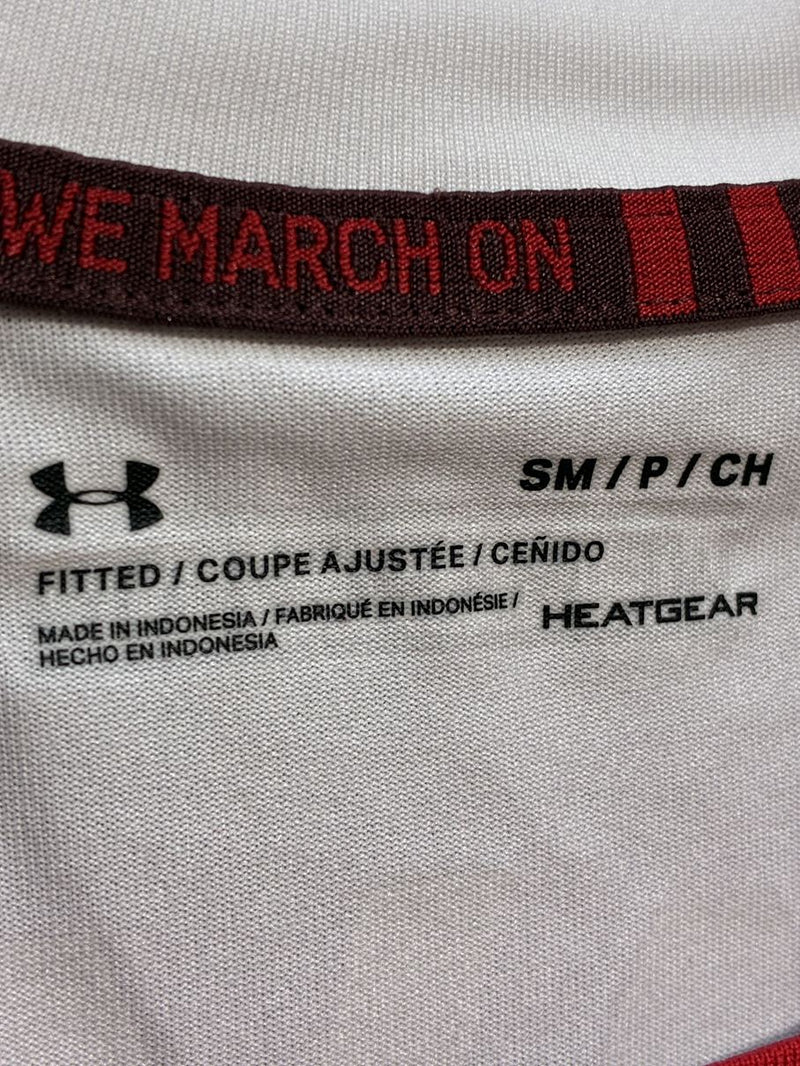 WE MARCH ON
SM / P / CH
FITTED / COUPE AJUSTÉE / CEÑIDO
MADE IN INDONESIA / FABRIQUÉ EN INDONÉSIE /
HECHO EN INDONESIA
HEATGEAR